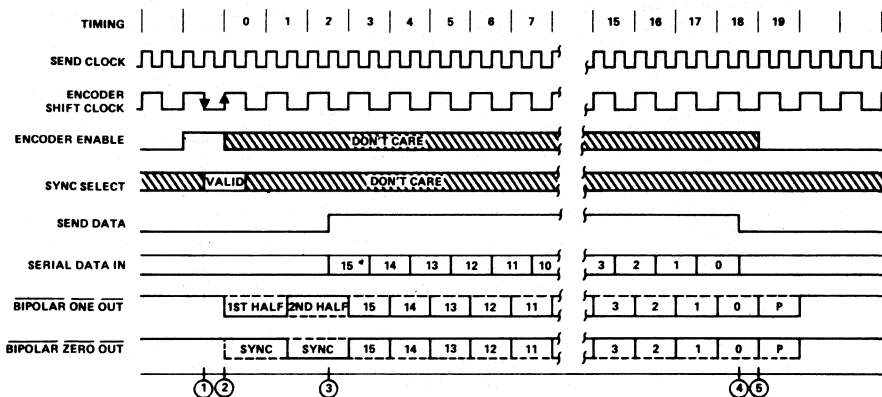 TIMING 0 1 2 3 4 5 6 7 15 16 17 18 19
SEND CLOCK
ENCODER
SHIFT CLOCK
ENCODER ENABLE DON'T CARE
SYNC SELECT VALID DON'T CARE
SEND DATA
SERIAL DATA IN 15* 14 13 12 11 10 3 2 1 0
BIPOLAR ONE OUT 1ST HALF 2ND HALF 15 14 13 12 11 3 2 1 0 P
BIPOLAR ZERO OUT SYNC SYNC 15 14 13 12 11 3 2 1 0 P
1 2 3 4 5